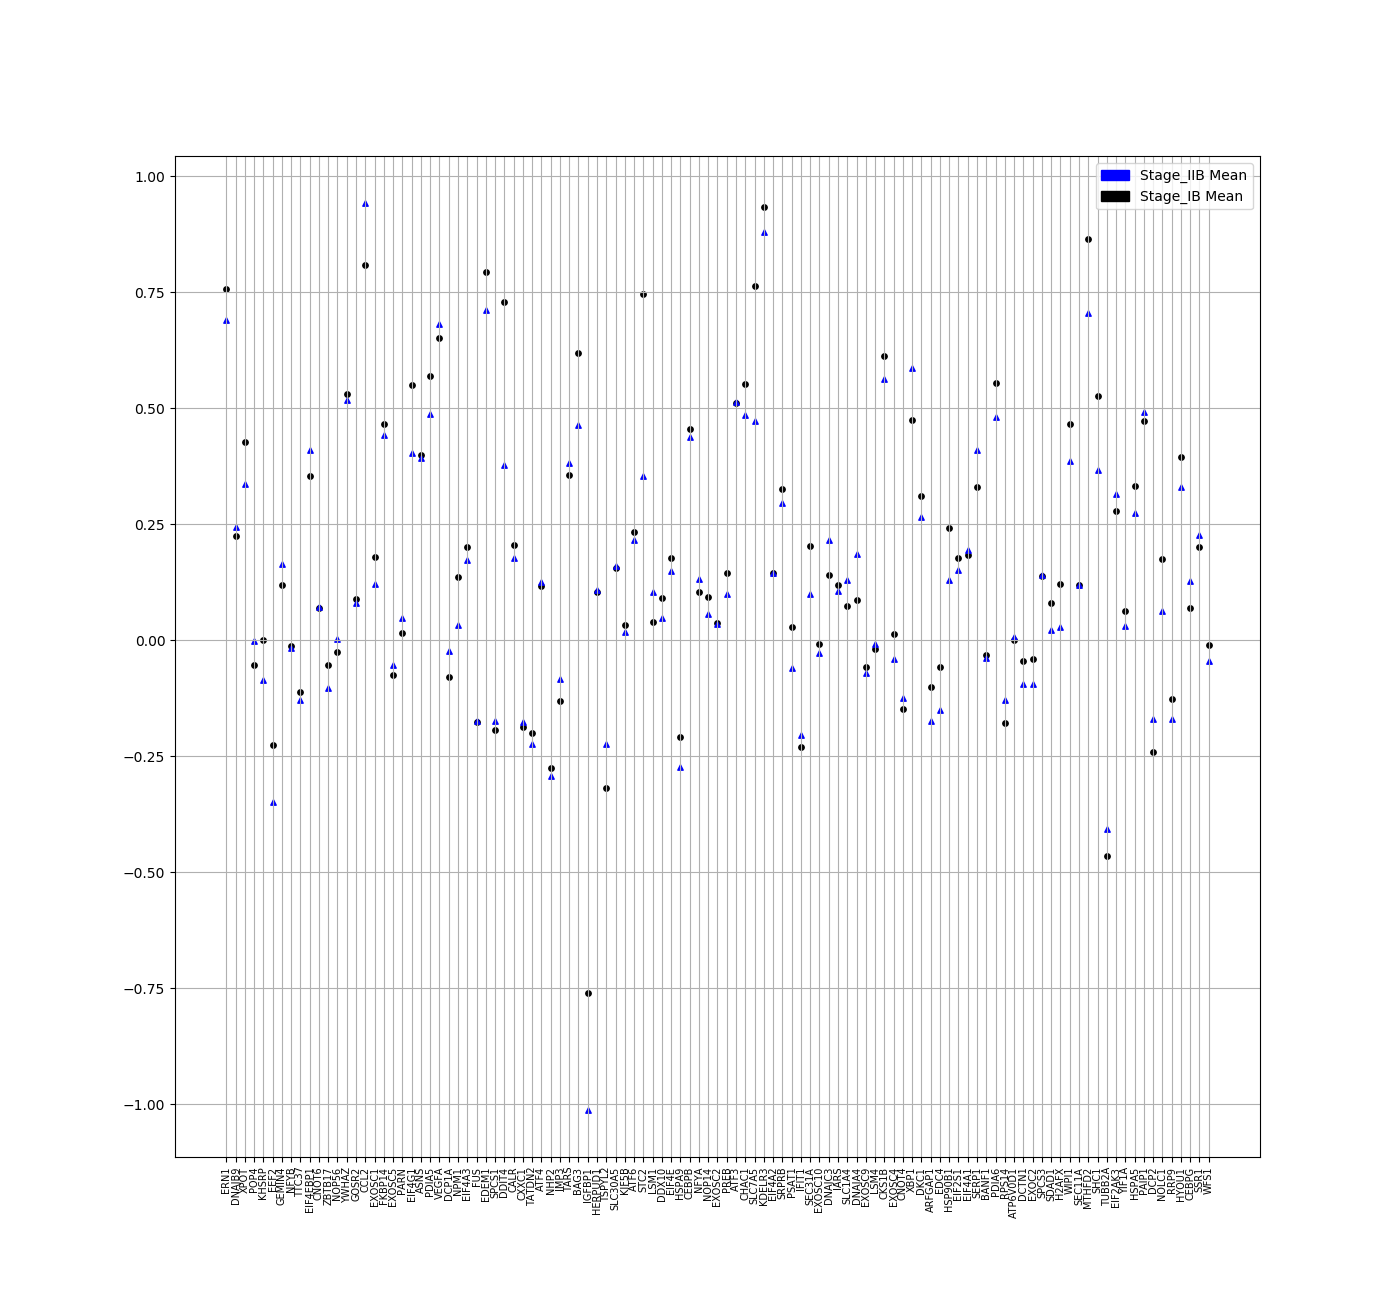 Stage_IIB Mean
Stage_IB Mean
1.00
0.75
0.50
0.25
0.00
−0.25
−0.50
−0.75
−1.00
ERN1
DNAJB9
XPOT
POP4
KHSRP
EEF2
GEMIN4
NFYB
TTC37
EIF4EBP1
CNOT6
ZBTB17
NOP56
YWHAZ
GOSR2
CCL2
EXOSC1
FKBP14
EXOSC5
PARN
EIF4G1
ASNS
PDIA5
VEGFA
DCP1A
NPM1
EIF4A3
FUS
EDEM1
TPCS1
DDIT4
CALR
CXXC1
TATDN2
ATF4
NHP2
IMP3
TARS
BAG3
IGFBP1
HERPUD1
TSPYL2
SLC30A5
KIF5B
ATF6
STC2
LSM1
DDX10
EIF4E
HSPA9
CEBPB
NFYA
NOP14
EXOSC2
PREB
ATF3
CHAC1
SLC7A5
KDELR3
EIF4A2
SRPRB
PSAT1
IFIT1
SEC31A
EXOSC10
DNAJC3
IARS
SLC1A4
DNAJA4
EXOSC9
LSM4
CKS1B
EXOSC4
CNOT4
XBP1
DKC1
ARFGAP1
EDC4
HSP90B1
EIF2S1
EIF4A1
SERP1
BANF1
PDIA6
RPS14
ATP6V0D1
DCTN1
EXOC2
SPCS3
SDAD1
H2AFX
WIPI1
SEC11A
MTHFD2
SHC1
TUBB2A
EIF2AK3
YIF1A
HSPA5
PAIP1
DCP2
NOLC1
RRP9
HYOU1
CEBPG
SSR1
WFS1